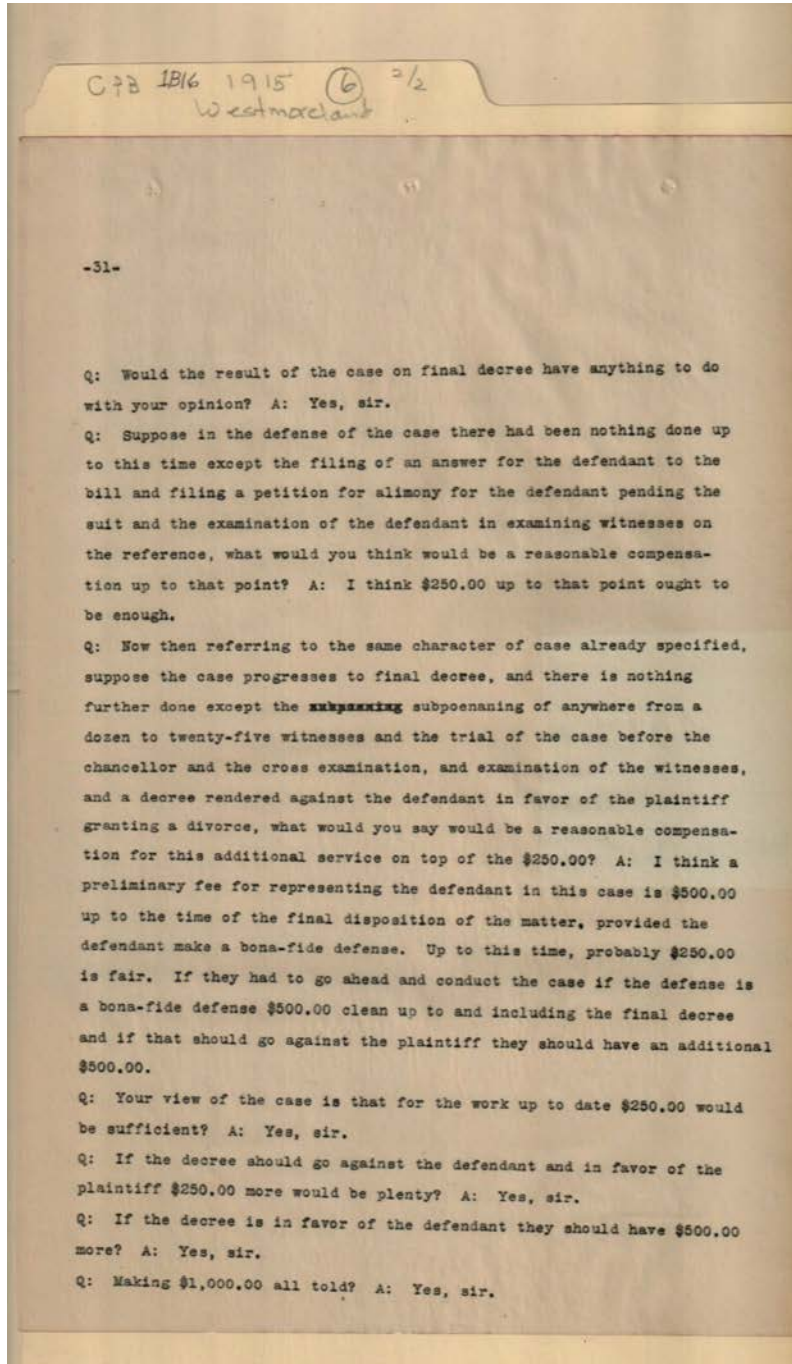 C&B 1B16 1915 6 2/2
Westmoreland
-31-
Q: Would the result of the case on final decree have anything to do
with your opinion? A: Yes, sir.
Q: Suppose in the defense of the case there had been nothing done up
to this time except the filing of an answer for the defendant to the
bill and filing a petition for alimony for the defendant pending the
suit and the examination of the defendant in examining witnesses on
the reference, what would you think would be a reasonable compensa-
tion up to that point? A: I think $250.00 up to that point ought to
be enough.
Q: Now then referring to the same character of case already specified,
suppose the case progresses to final decree, and there is nothing
further done except the subpoenaning of anywhere from a
dozen to twenty-five witnesses and the trial of the case before the
chancellor and the cross examination, and examination of the witnesses,
and a decree rendered against the defendant in favor of the plaintiff
granting a divorce, what would you say would be a reasonable compensa-
tion for this additional service on top of the $250.00? A: I think a
preliminary fee for representing the defendant in this case is $500.00
up to the time of the final disposition of the matter, provided the
defendant make a bona-fide defense. Up to this time, probably $250.00
is fair. If they had to go ahead and conduct the case if the defense is
a bona-fide defense $500.00 clean up to and including the final decree
and if that should go against the plaintiff they should have an additional
$500.00.
Q: Your view of the case is that for the work up to date $250.00 would
be sufficient? A: Yes, sir.
Q: If the decree should go against the defendant and in favor of the
plaintiff $250.00 more would be plenty? A: Yes, sir.
Q: If the decree is in favor of the defendant they should have $500.00
more? A: Yes, sir.
Q: Making $1,000.00 all told? A: Yes, sir.